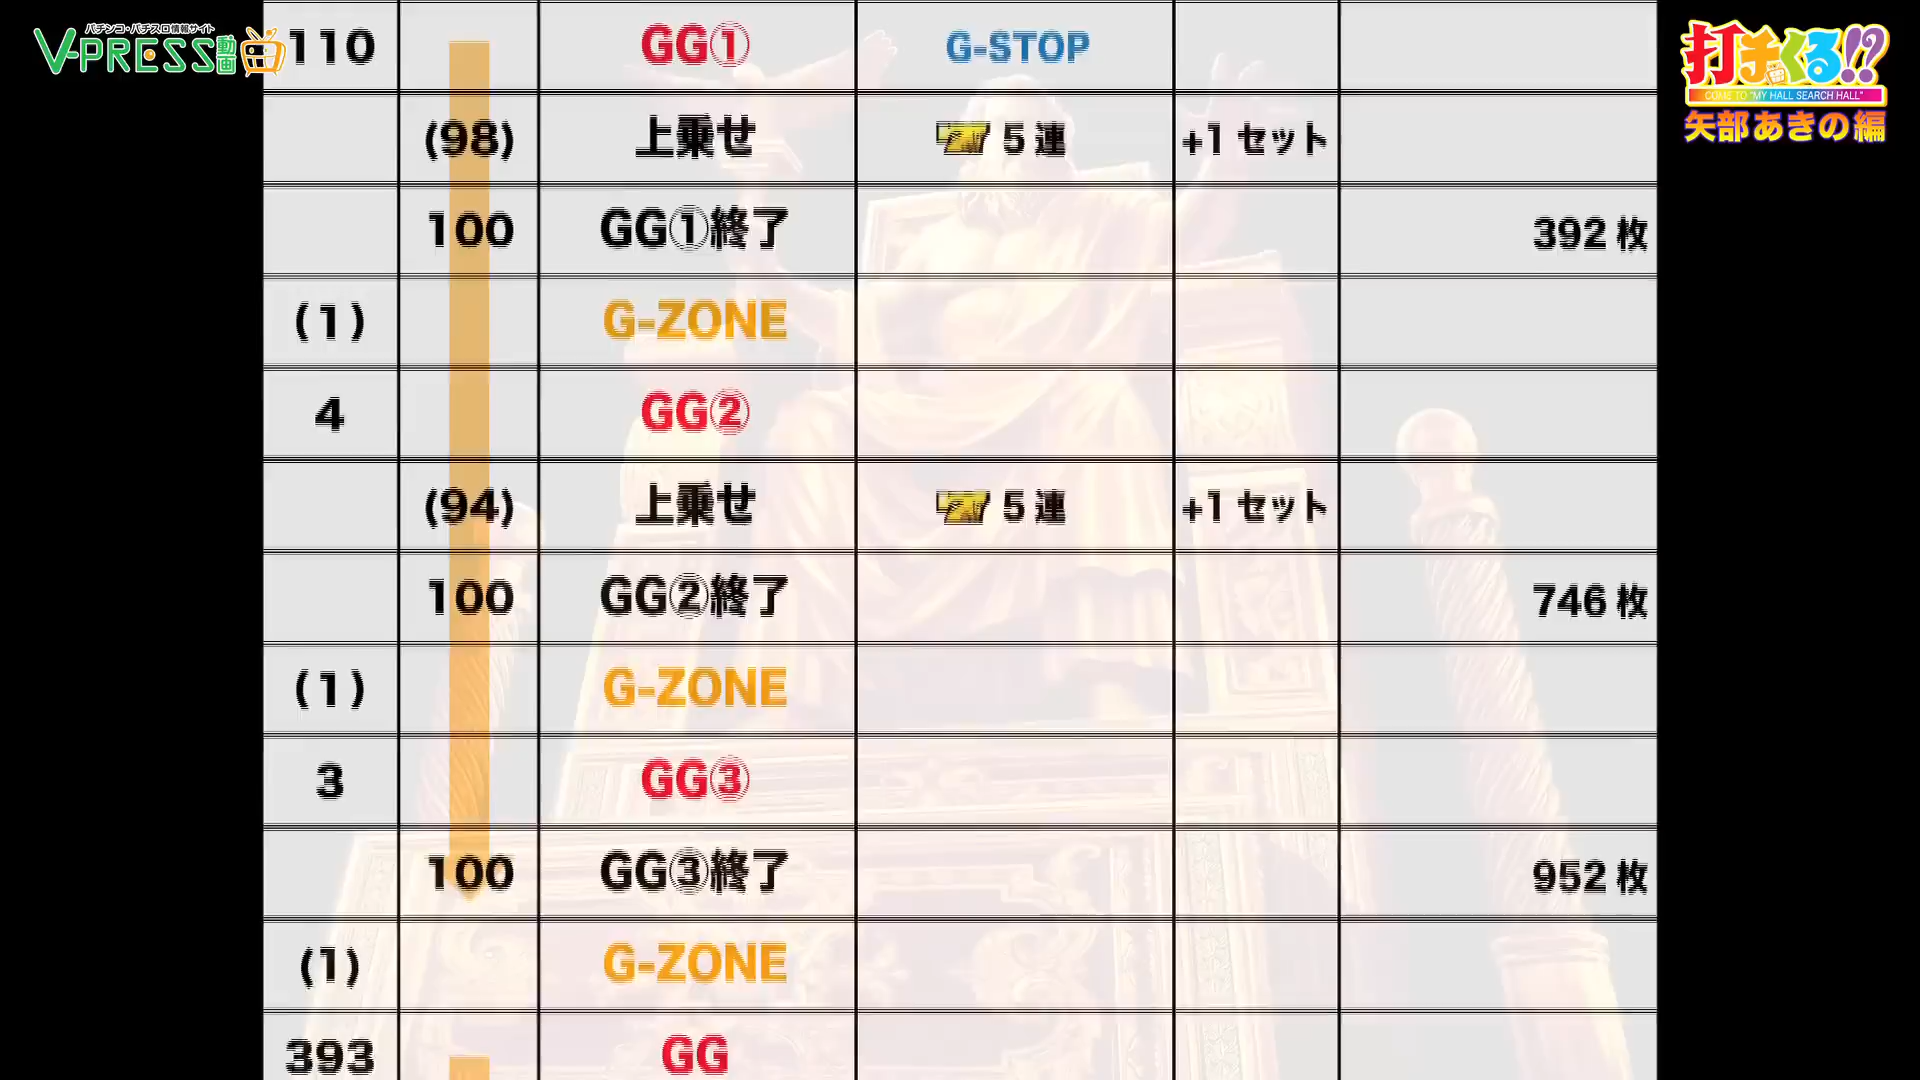 パチンコ・パチスロ情報サイト
V-PRESS動画
打チくる!?
COME TO "MY HALL SEARCH HALL"
矢部あきの編
110 GG① G-STOP
(98) 上乗せ 77 5連 +1セット
100 GG①終了 392枚
(1) G-ZONE
4 GG②
(94) 上乗せ 77 5連 +1セット
100 GG②終了 746枚
(1) G-ZONE
3 GG③
100 GG③終了 952枚
(1) G-ZONE
393 GG